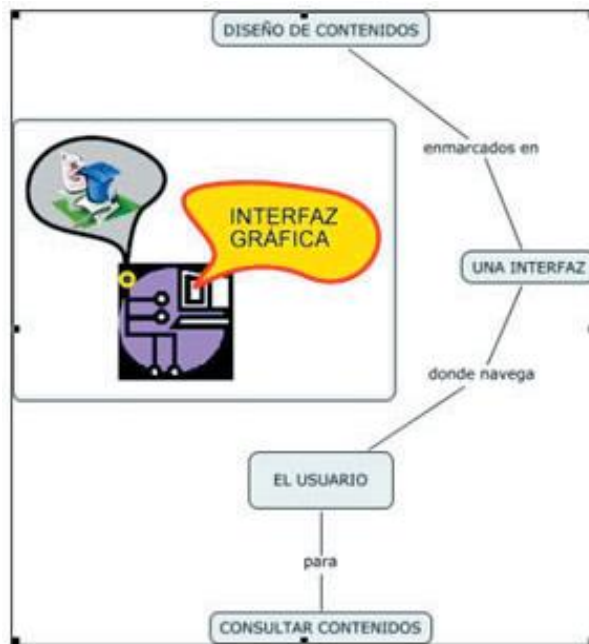 DISEÑO DE CONTENIDOS
enmarcados en
INTERFAZ
GRÁFICA
UNA INTERFAZ
donde navega
EL USUARIO
para
CONSULTAR CONTENIDOS